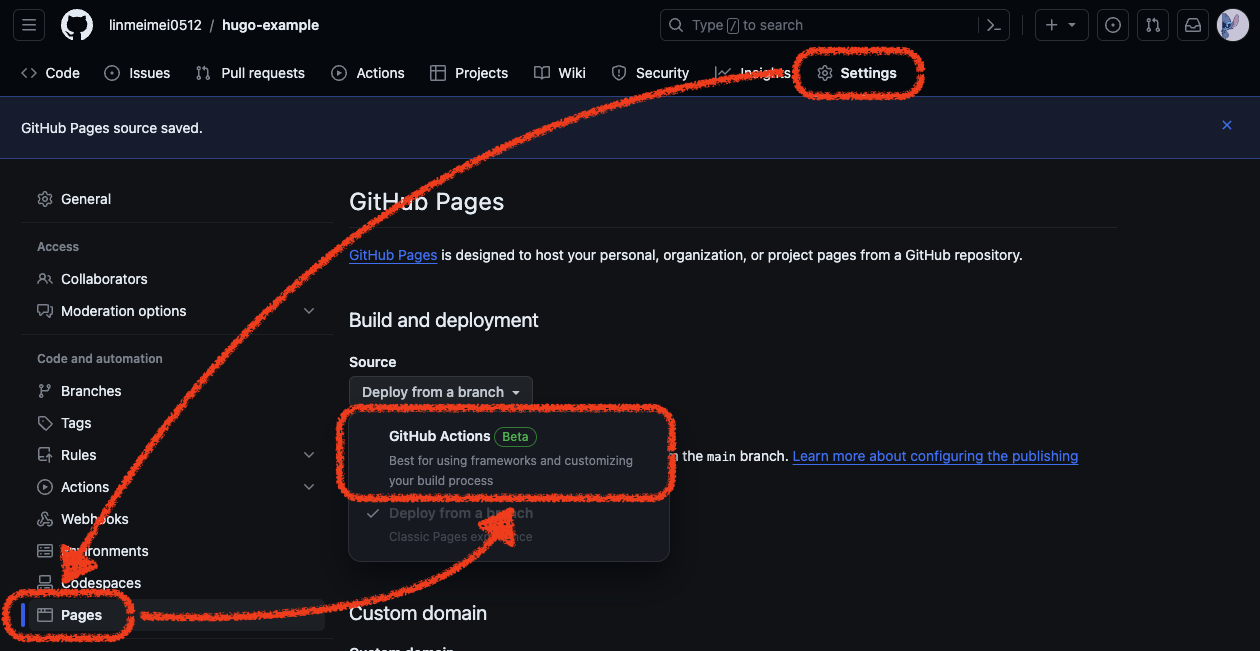 linmeimei0512 / hugo-example
Type / to search
Code Issues Pull requests Actions Projects Wiki Security Insights Settings
GitHub Pages source saved.
General
Access
Collaborators
Moderation options
Code and automation
Branches
Tags
Rules
Actions
Webhooks
Environments
Codespaces
Pages
GitHub Pages
GitHub Pages is designed to host your personal, organization, or project pages from a GitHub repository.
Build and deployment
Source
Deploy from a branch
GitHub Actions Beta
Best for using frameworks and customizing
your build process
the main branch. Learn more about configuring the publishing
Deploy from a branch
Classic Pages experience
Custom domain
Custom domain